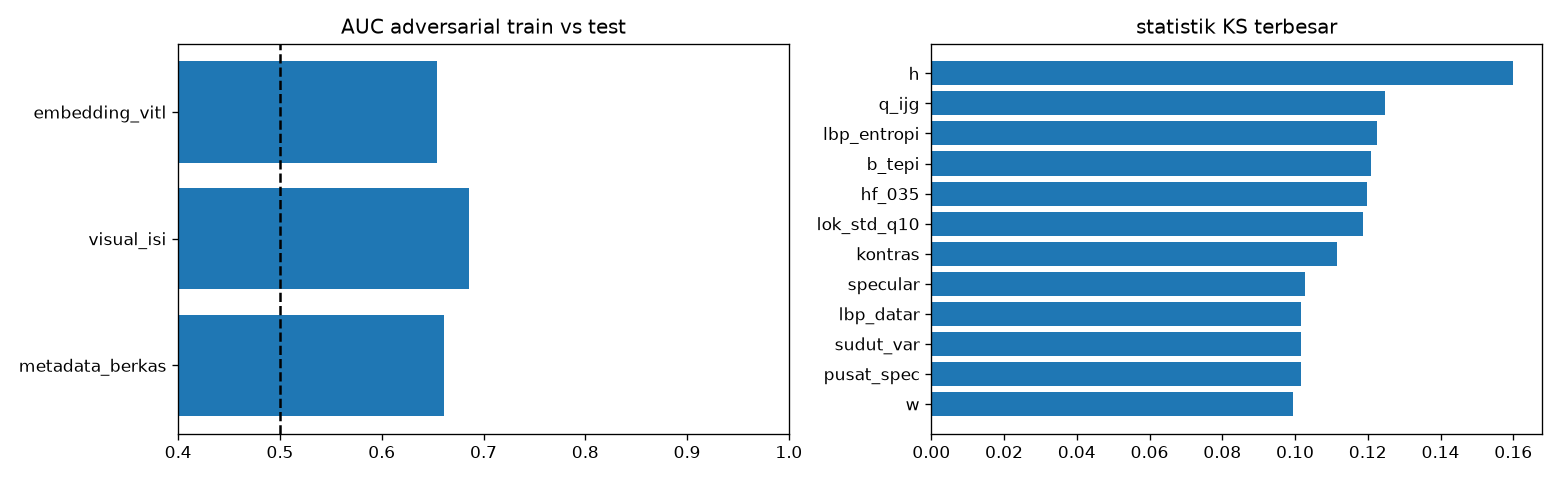 AUC adversarial train vs test
embedding_vitl
visual_isi
metadada_berkas
0.4 0.5 0.6 0.7 0.8 0.9 1.0
statistik KS terbesar
h
q_ijg
lbp_entropi
b_tepi
hf_035
lok_std_q10
kontras
specular
lbp_datar
sudut_var
pusat_spec
w
0.00 0.02 0.04 0.06 0.08 0.10 0.12 0.14 0.16